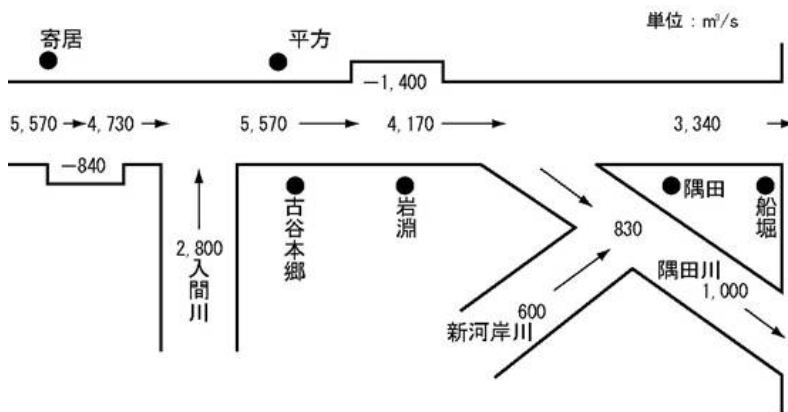 単位：m³/s
寄居
平方
－1,400
5,570
4,730
5,570
4,170
3,340
－840
古谷本郷
岩淵
隅田
船堀
2,800
入間川
830
隅田川
1,000
600
新河岸川